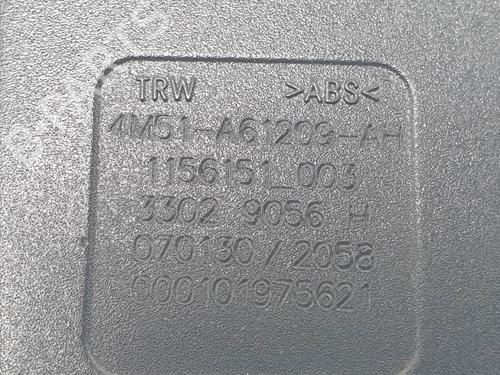 TRW >ABS<
4M51-A61209-AH
1156151_003
3302 9056 H
070130/2058
000101975621